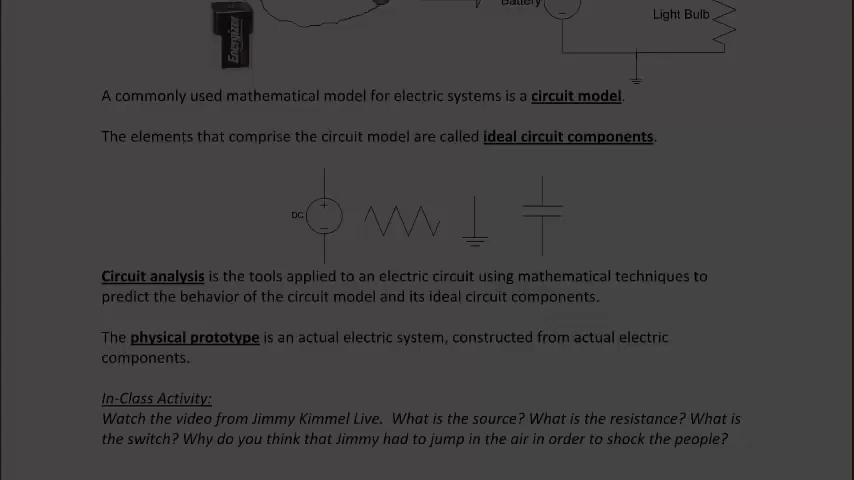 Energizer
Battery
Light Bulb
A commonly used mathematical model for electric systems is a circuit model.
The elements that comprise the circuit model are called ideal circuit components.
DC
+
Circuit analysis is the tools applied to an electric circuit using mathematical techniques to
predict the behavior of the circuit model and its ideal circuit components.
The physical prototype is an actual electric system, constructed from actual electric
components.
In-Class Activity:
Watch the video from Jimmy Kimmel Live.  What is the source? What is the resistance? What is
the switch? Why do you think that Jimmy had to jump in the air in order to shock the people?